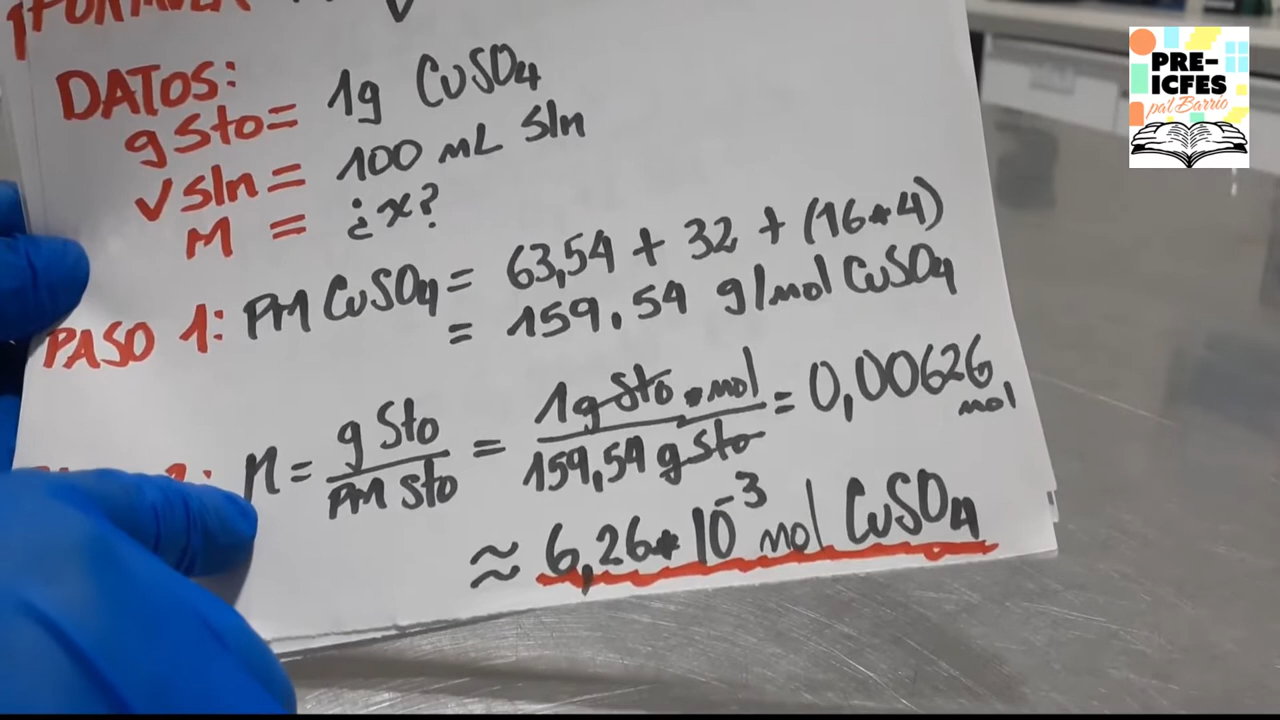 DATOS:
g Sto= 1g CuSO4
Vsln= 100 mL Sln
M = ¿x?
PASO 1: PM CuSO4= 63,54 + 32 + (16*4)
= 159.54 g/mol CuSO4
n= g Sto / PM Sto = 1g Sto • mol / 159,54 g Sto = 0,00626 mol
≈ 6,26*10⁻³ mol CuSO4
PRE-
ICFES
pa'l Barrio